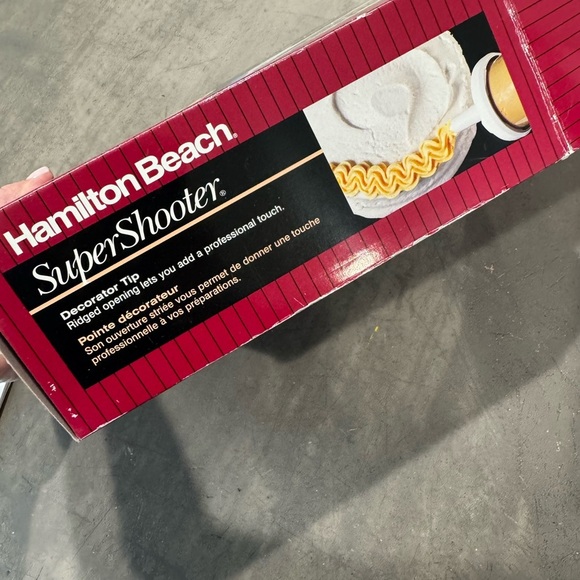 Hamilton Beach®
SuperShooter®
Decorator Tip
Ridged opening lets you add a professional touch.
Pointe décorateur
Son ouverture striée vous permet de donner une touche
professionnelle à vos préparations.